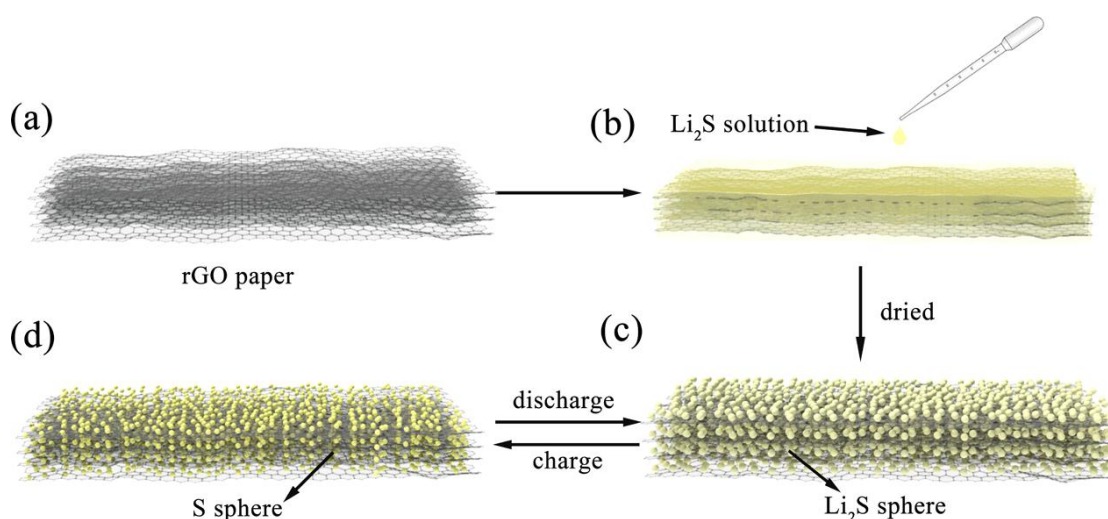 (a)
(b)
Li₂S solution
rGO paper
dried
(d)
(c)
discharge
charge
S sphere
Li₂S sphere